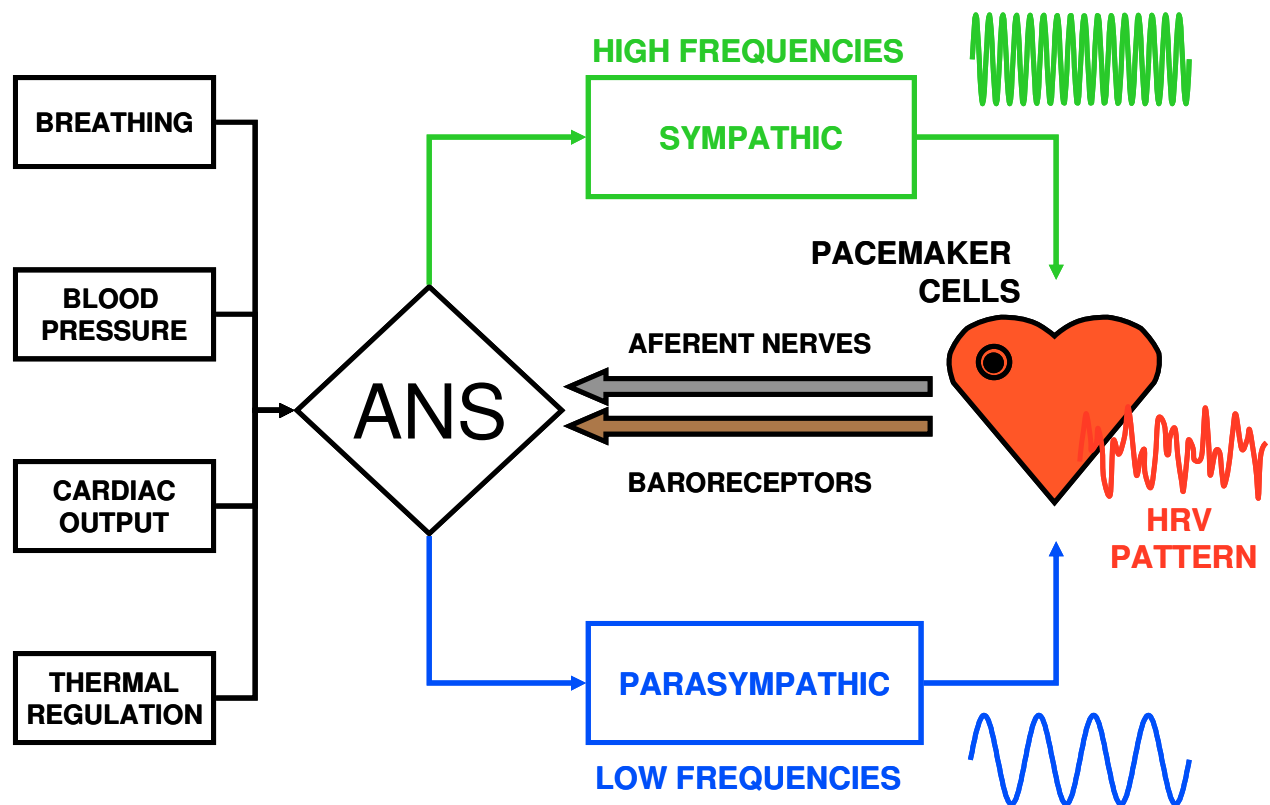 BREATHING
BLOOD
PRESSURE
CARDIAC
OUTPUT
THERMAL
REGULATION
ANS
HIGH FREQUENCIES
SYMPATHIC
PACEMAKER
CELLS
AFERENT NERVES
BARORECEPTORS
HRV
PATTERN
PARASYMPATHIC
LOW FREQUENCIES